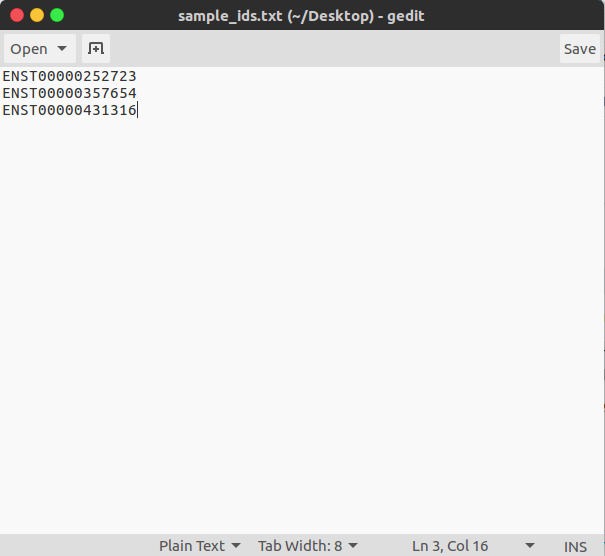 sample_ids.txt (~/Desktop) - gedit
Open
Save
ENST00000252723
ENST00000357654
ENST00000431316
Plain Text Tab Width: 8 Ln 3, Col 16 INS